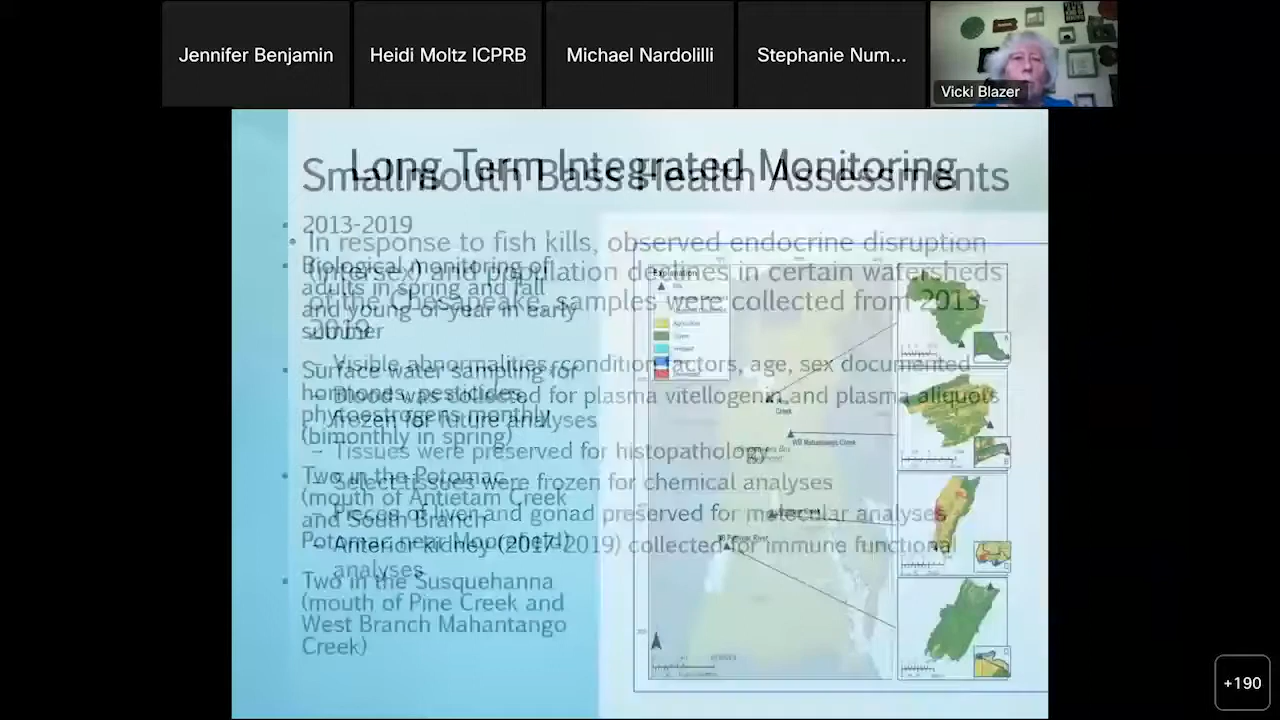 Jennifer Benjamin
Heidi Moltz ICPRB
Michael Nardolilli
Stephanie Num...
Vicki Blazer
Long Term Integrated Monitoring
Smallmouth Bass Health Assessments
• 2013-2019
• Biological monitoring of
adults in spring and fall
and young-of-year in early
summer
• Surface water sampling for
hormones, pesticides,
phytoestrogens monthly
(bimonthly in spring)
• Two in the Potomac
(mouth of Antietam Creek
and South Branch
Potomac near Moorefield)
• Two in the Susquehanna
(mouth of Pine Creek and
West Branch Mahantango
Creek)
• In response to fish kills, observed endocrine disruption
(intersex) and population declines in certain watersheds
of the Chesapeake, samples were collected from 2013-
2019
– Visible abnormalities, condition factors, age, sex documented
– Blood was collected for plasma vitellogenin and plasma aliquots
frozen for future analyses
– Tissues were preserved for histopathology
– Select tissues were frozen for chemical analyses
– Pieces of liver and gonad preserved for molecular analyses
– Anterior kidney (2017-2019) collected for immune functional
analyses
Explanation
Creek
WB Mahantango Creek
+190